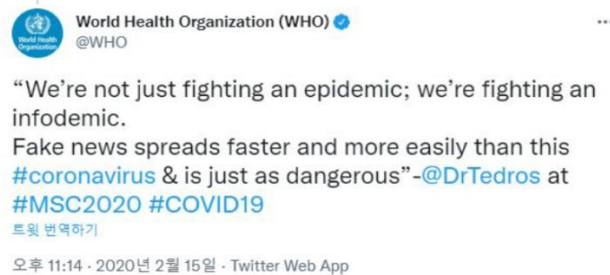 World Health Organization (WHO)
@WHO
World Health
Organization
“We’re not just fighting an epidemic; we’re fighting an
infodemic.
Fake news spreads faster and more easily than this
#coronavirus & is just as dangerous”-@DrTedros at
#MSC2020 #COVID19
트윗 번역하기
오후 11:14 · 2020년 2월 15일 · Twitter Web App